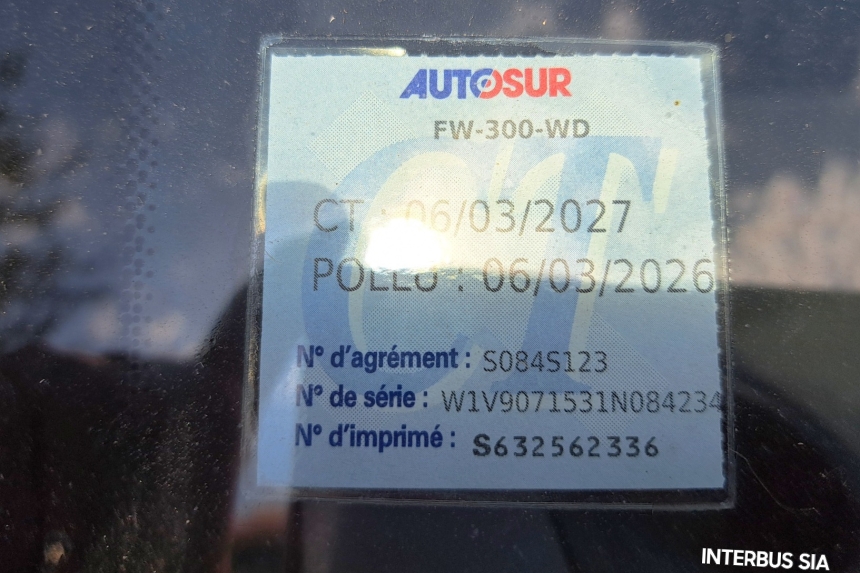 AUTOSUR
FW-300-WD
CT : 06/03/2027
POLLU : 06/03/2026
N° d'agrément : S084S123
N° de série : W1V9071531N084234
N° d'imprimé : S632562336
INTERBUS SIA